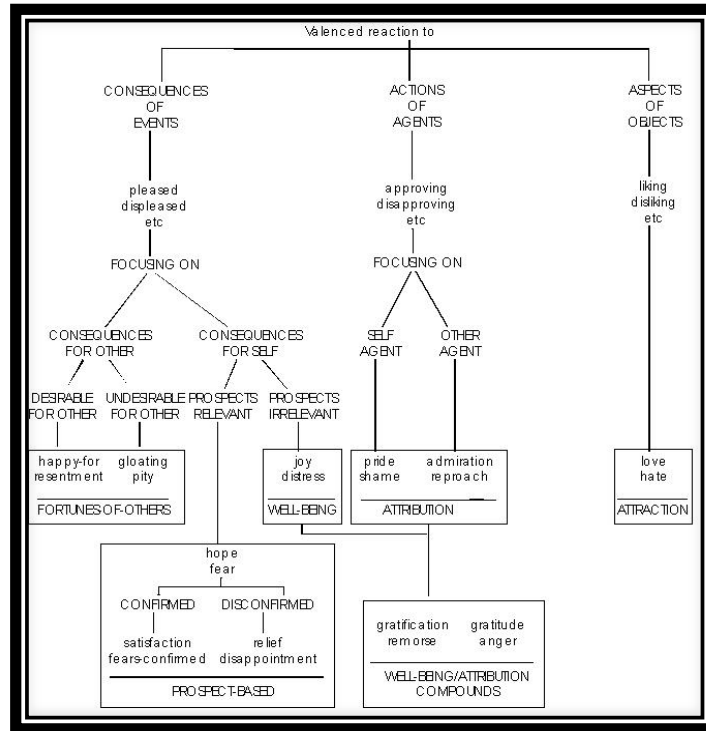 Valenced reaction to
CONSEQUENCES
OF
EVENTS
ACTIONS
OF
AGENTS
ASPECTS
OF
OBJECTS
pleased
displeased
etc
approving
disapproving
etc
liking
disliking
etc
FOCUSING ON
FOCUSING ON
CONSEQUENCES
FOR OTHER
CONSEQUENCES
FOR SELF
SELF
AGENT
OTHER
AGENT
DESIRABLE
FOR OTHER
UNDESIRABLE
FOR OTHER
PROSPECTS
RELEVANT
PROSPECTS
IRRELEVANT
happy-for
resentment
gloating
pity
FORTUNES-OF-OTHERS
joy
distress
WELL-BEING
pride
shame
admiration
reproach
ATTRIBUTION
love
hate
ATTRACTION
hope
fear
CONFIRMED
DISCONFIRMED
satisfaction
fears-confirmed
relief
disappointment
PROSPECT-BASED
gratification
remorse
gratitude
anger
WELL-BEING/ATTRIBUTION
COMPOUNDS